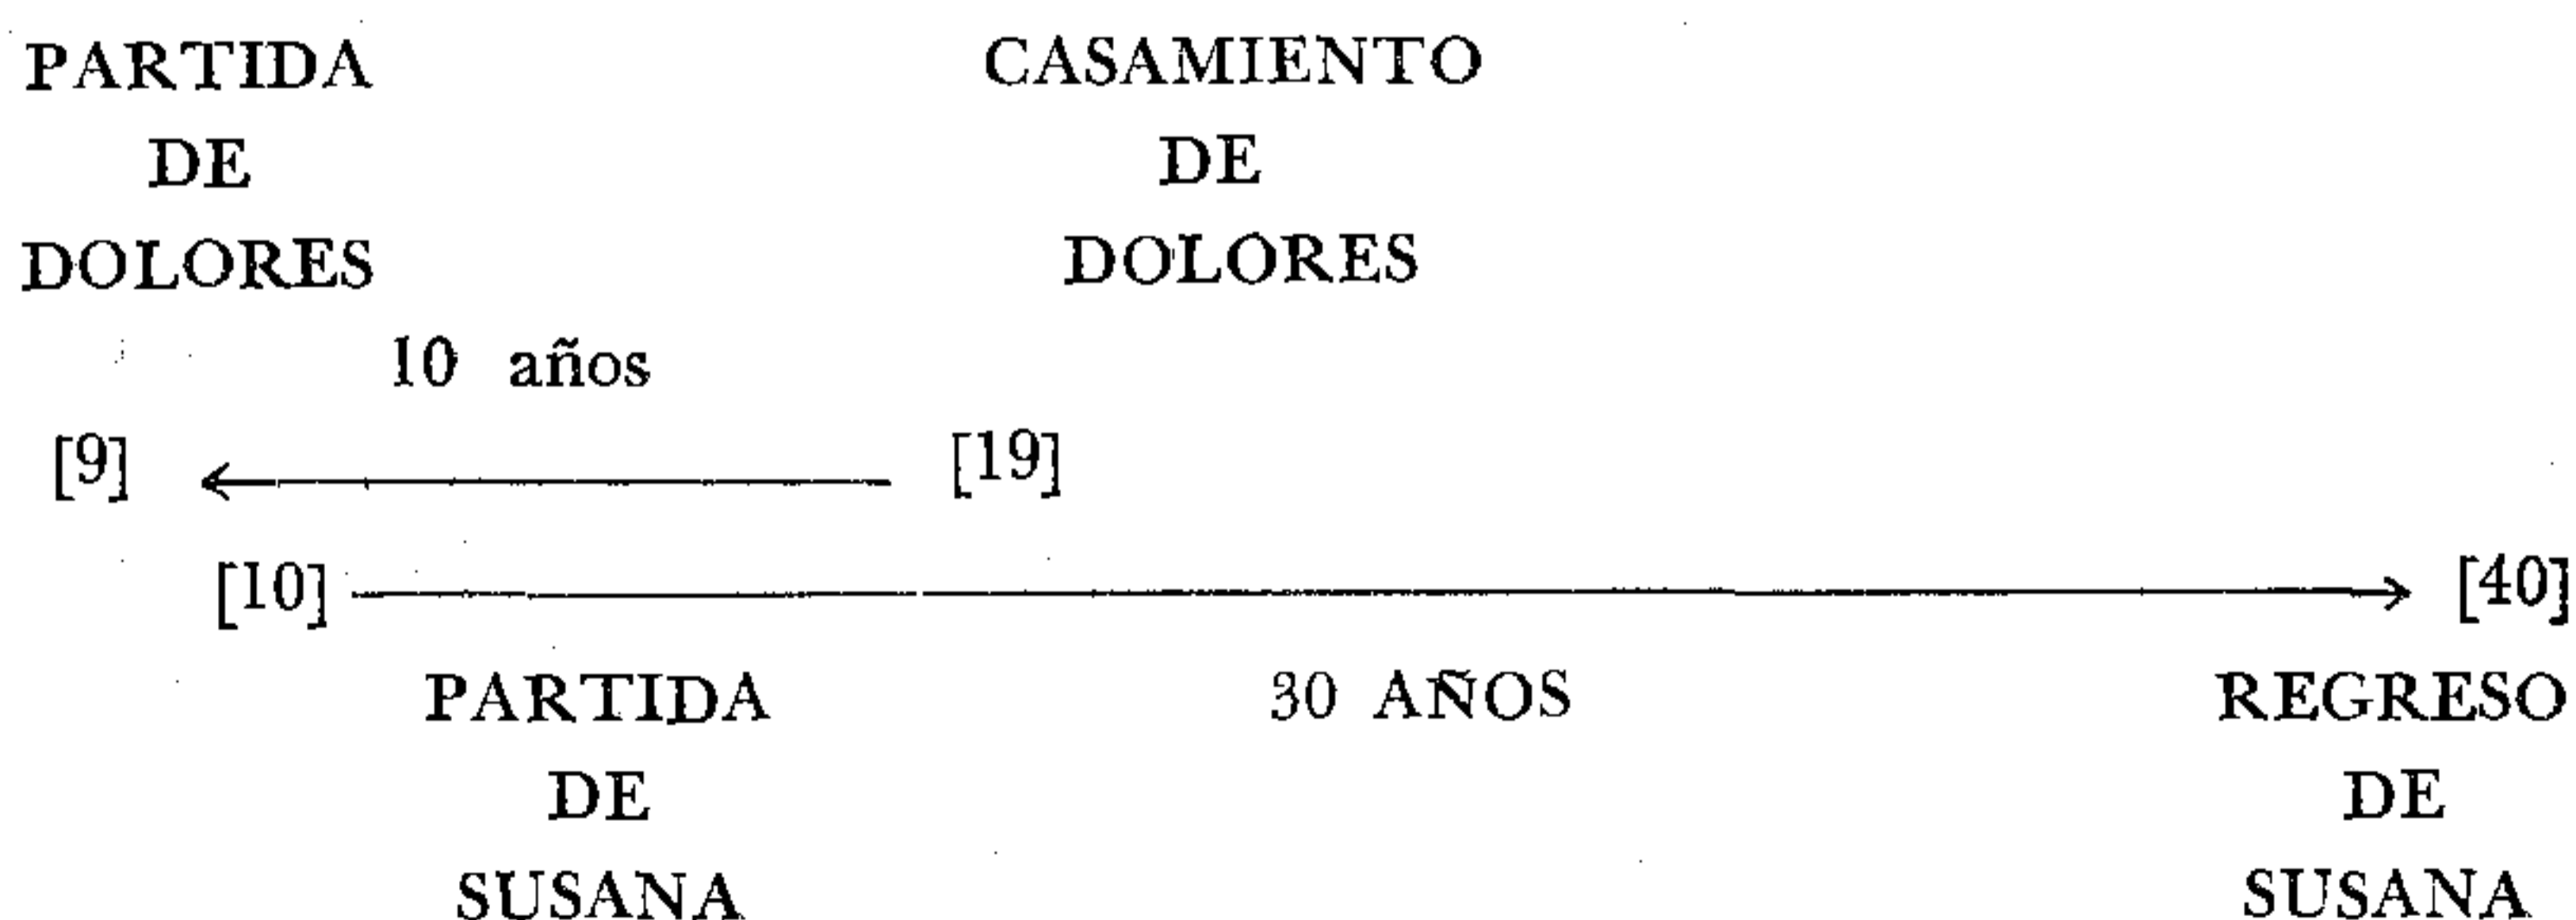 PARTIDA CASAMIENTO
DE DE
DOLORES DOLORES
10 años
[9] [19]
[10] [40]
PARTIDA 30 AÑOS REGRESO
DE DE
SUSANA SUSANA